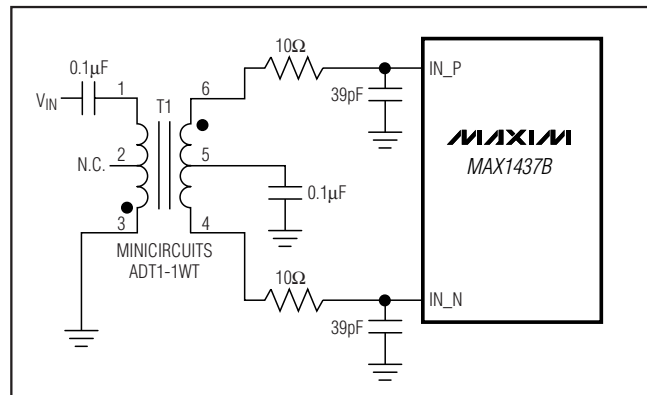 10Ω
0.1μF
1
6
IN_P
V_IN
T1
39pF
MAXIM
MAX1437B
2
5
N.C.
0.1μF
3
4
MINICIRCUITS
ADT1-1WT
10Ω
IN_N
39pF